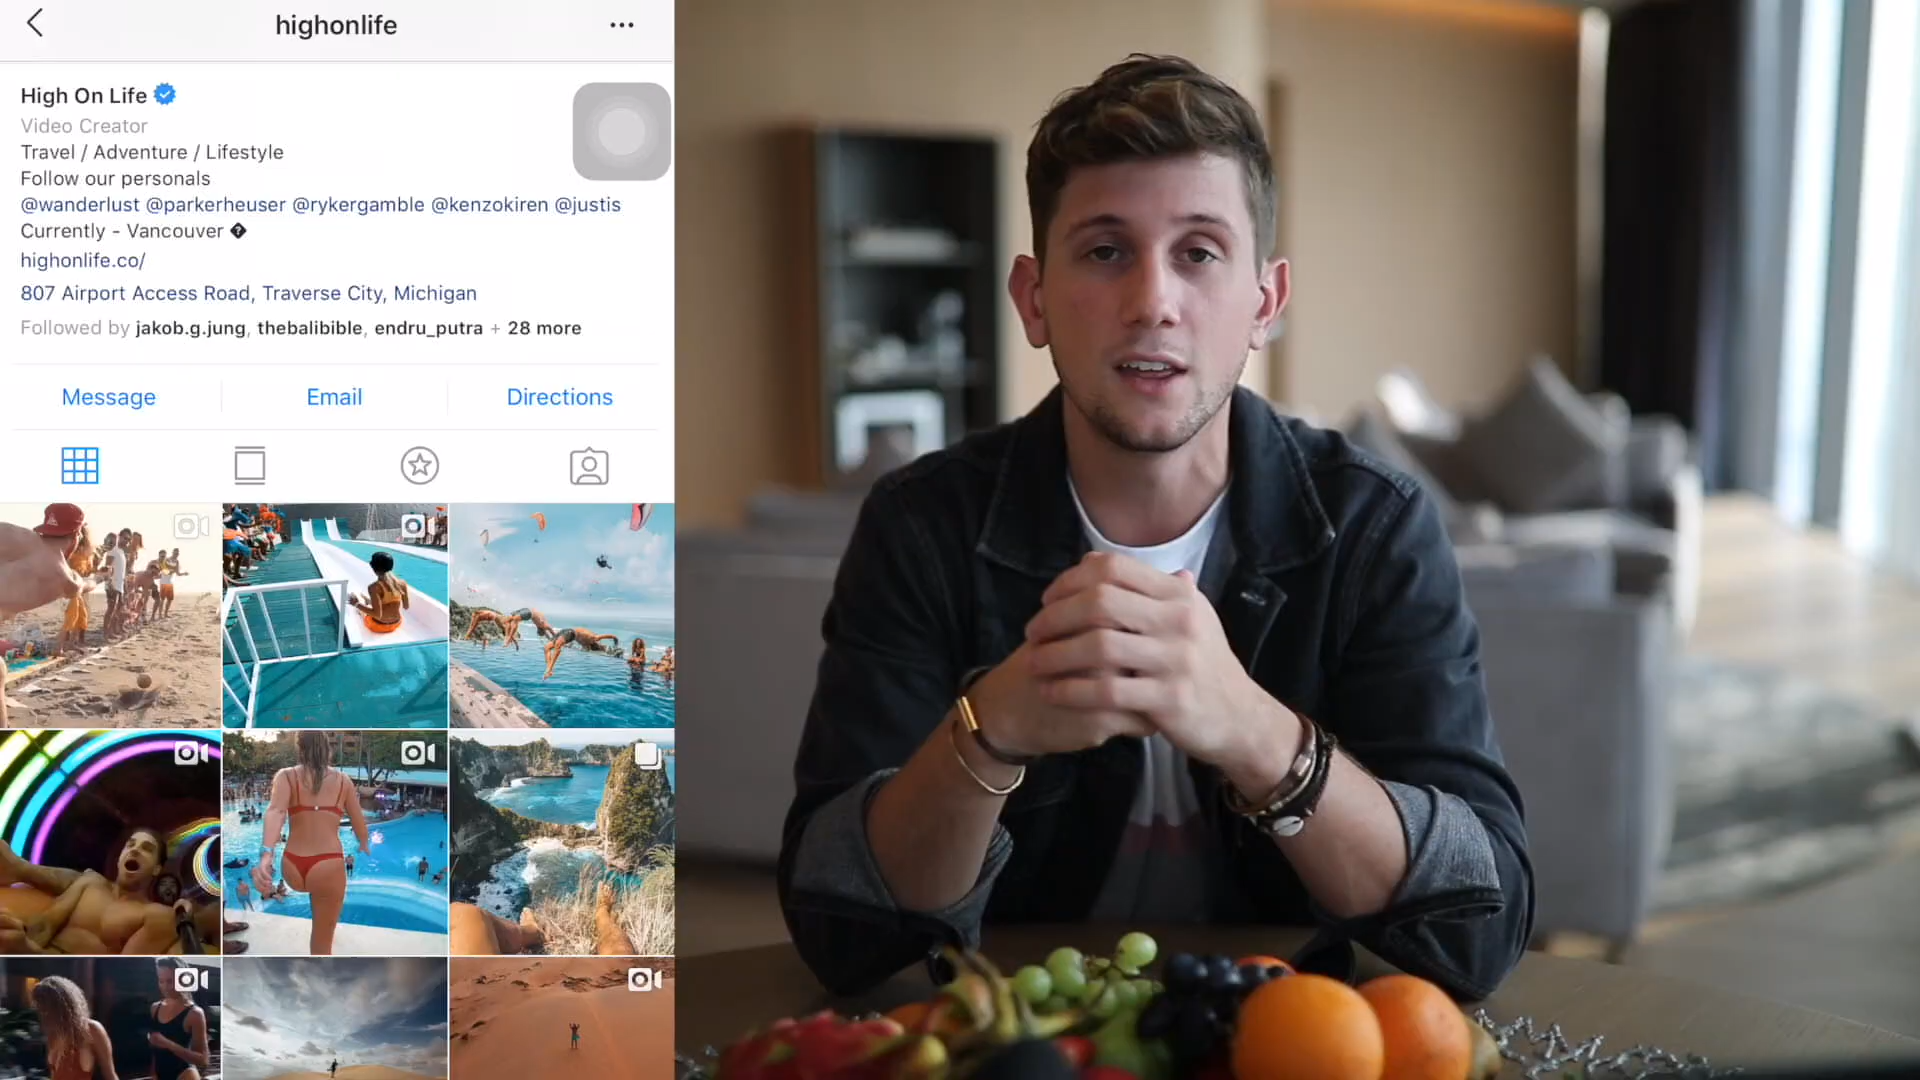 highonlife
High On Life
Video Creator
Travel / Adventure / Lifestyle
Follow our personals
@wanderlust @parkerheuser @rykergamble @kenzokiren @justis
Currently - Vancouver
highonlife.co/
807 Airport Access Road, Traverse City, Michigan
Followed by jakob.g.jung, thebalibible, endru_putra + 28 more
Message Email Directions